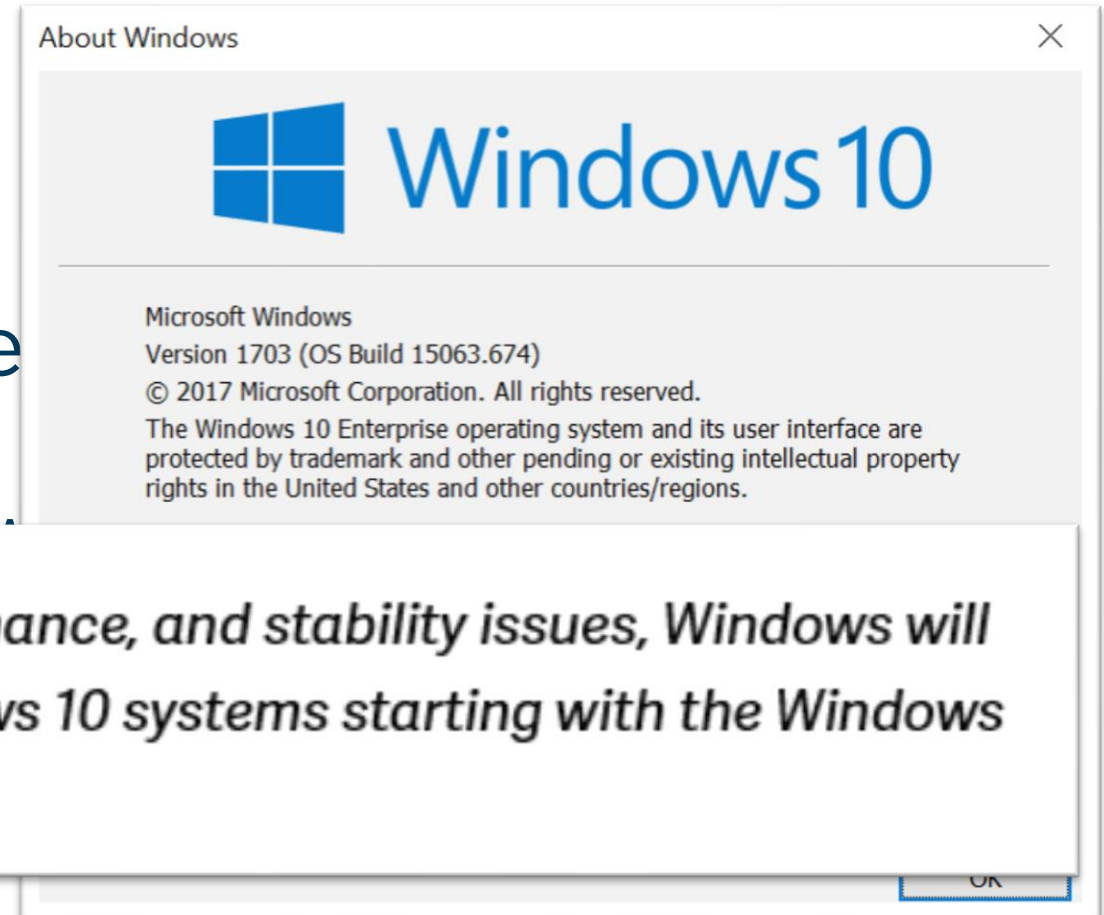 About Windows
Windows 10
Microsoft Windows
Version 1703 (OS Build 15063.674)
© 2017 Microsoft Corporation. All rights reserved.
The Windows 10 Enterprise operating system and its user interface are
protected by trademark and other pending or existing intellectual property
rights in the United States and other countries/regions.
and stability issues, Windows will
10 systems starting with the Windows
OK